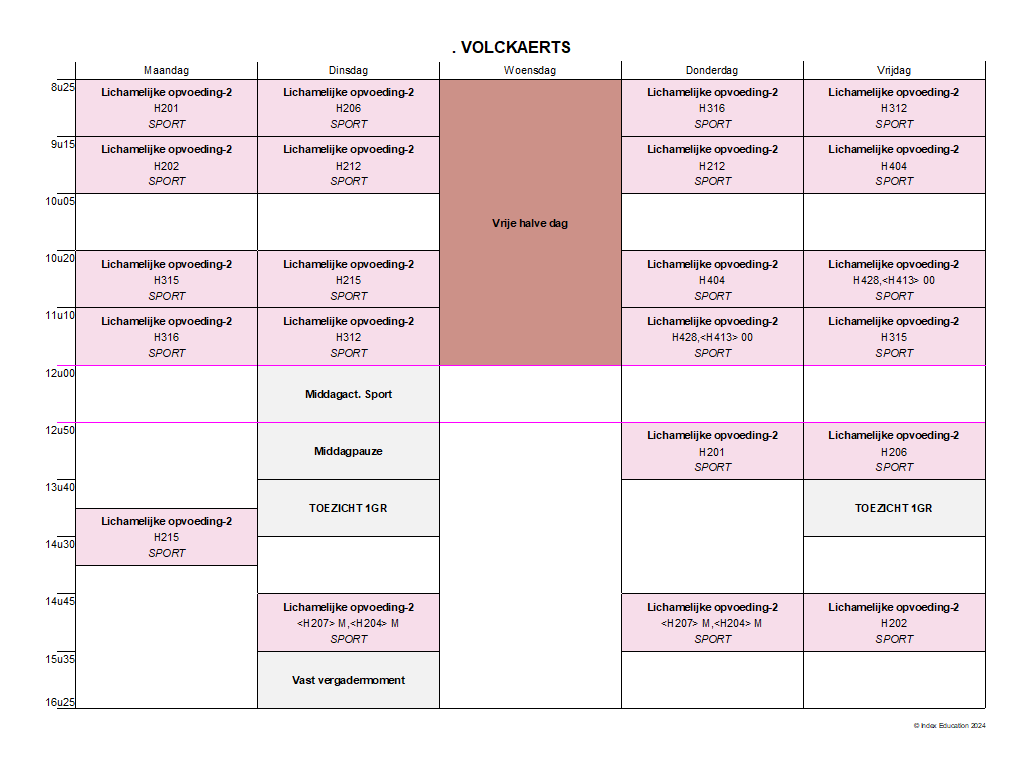 . VOLCKAERTS
Maandag Dinsdag Woensdag Donderdag Vrijdag
8u25
Lichamelijke opvoeding-2 Lichamelijke opvoeding-2 Lichamelijke opvoeding-2 Lichamelijke opvoeding-2
H201 H206 H316 H312
SPORT SPORT SPORT SPORT
9u15
Lichamelijke opvoeding-2 Lichamelijke opvoeding-2 Lichamelijke opvoeding-2 Lichamelijke opvoeding-2
H202 H212 H212 H404
SPORT SPORT SPORT SPORT
10u05
Vrije halve dag
10u20
Lichamelijke opvoeding-2 Lichamelijke opvoeding-2 Lichamelijke opvoeding-2 Lichamelijke opvoeding-2
H315 H215 H404 H428,<H413> 00
SPORT SPORT SPORT SPORT
11u10
Lichamelijke opvoeding-2 Lichamelijke opvoeding-2 Lichamelijke opvoeding-2 Lichamelijke opvoeding-2
H316 H312 H428,<H413> 00 H315
SPORT SPORT SPORT SPORT
12u00
Middagact. Sport
12u50
Lichamelijke opvoeding-2 Lichamelijke opvoeding-2
Middagpauze H201 H206
SPORT SPORT
13u40
TOEZICHT 1GR TOEZICHT 1GR
Lichamelijke opvoeding-2
H215
14u30
SPORT
14u45
Lichamelijke opvoeding-2 Lichamelijke opvoeding-2 Lichamelijke opvoeding-2
<H207> M,<H204> M <H207> M,<H204> M H202
SPORT SPORT SPORT
15u35
Vast vergadermoment
16u25
© Index Education 2024